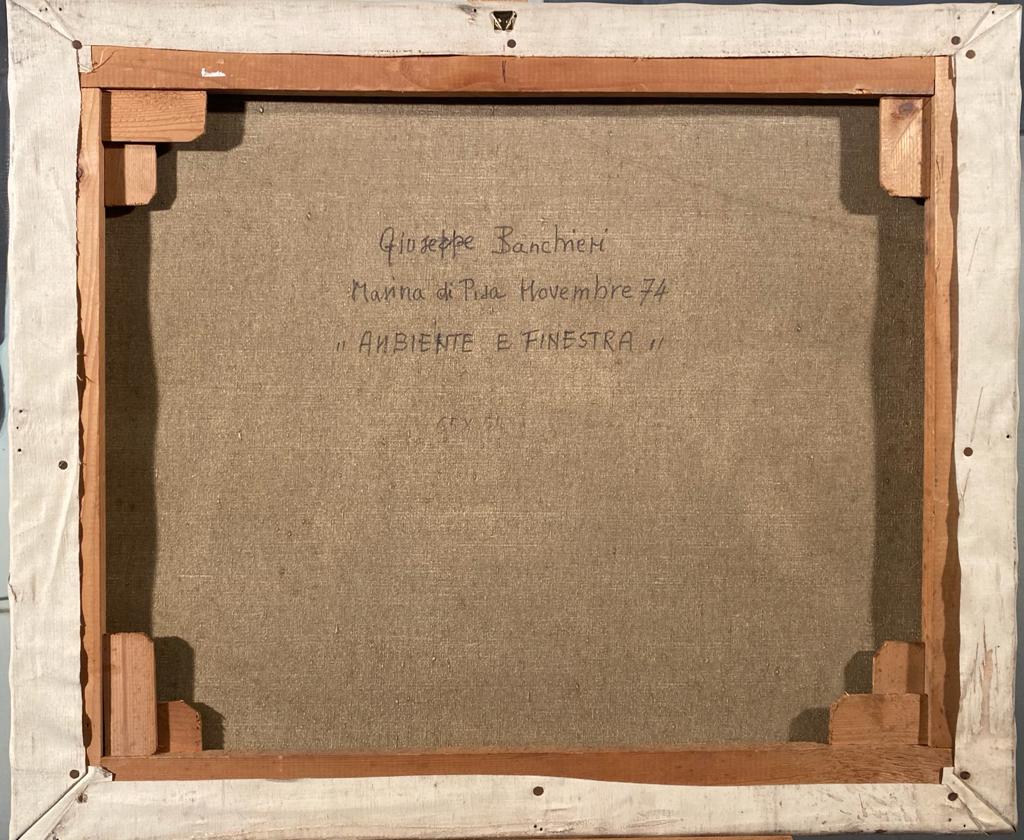 Giuseppe Banchieri
Marina di Pisa Novembre 74
"AMBIENTE E FINESTRA"